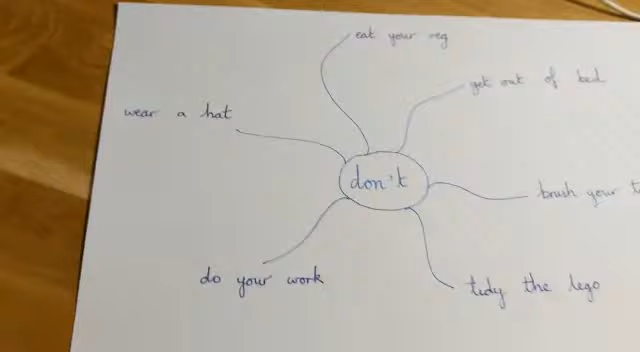 eat your veg
get out of bed
wear a hat
don't
brush your
do your work
tidy the lego